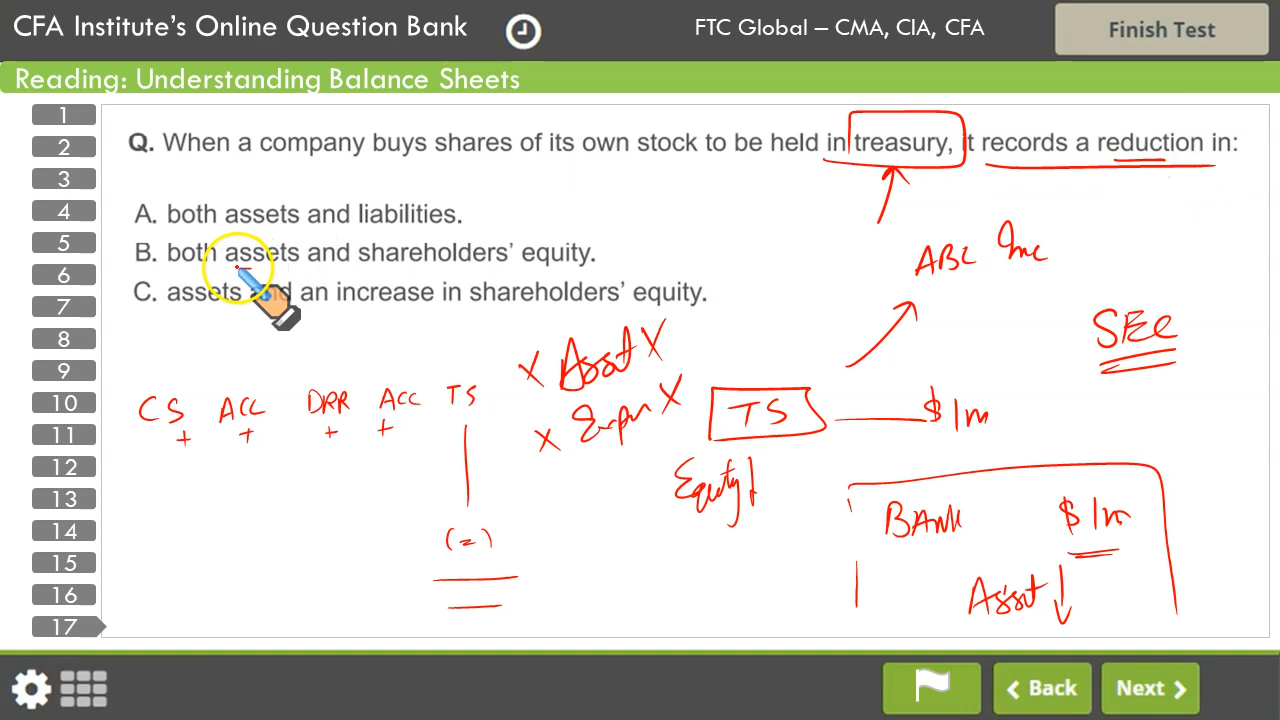 CFA Institute's Online Question Bank
FTC Global – CMA, CIA, CFA
Finish Test
Reading: Understanding Balance Sheets
1
2
3
4
5
6
7
8
9
10
11
12
13
14
15
16
17
Q. When a company buys shares of its own stock to be held in treasury, it records a reduction in:
A. both assets and liabilities.
B. both assets and shareholders' equity.
C. assets and an increase in shareholders' equity.
ABC Inc
SEC
X Asset X
X X
CS ACC DRR ACC TS
+ + + +
TS $1m
Equity
BANK $1m
Asset
Back
Next